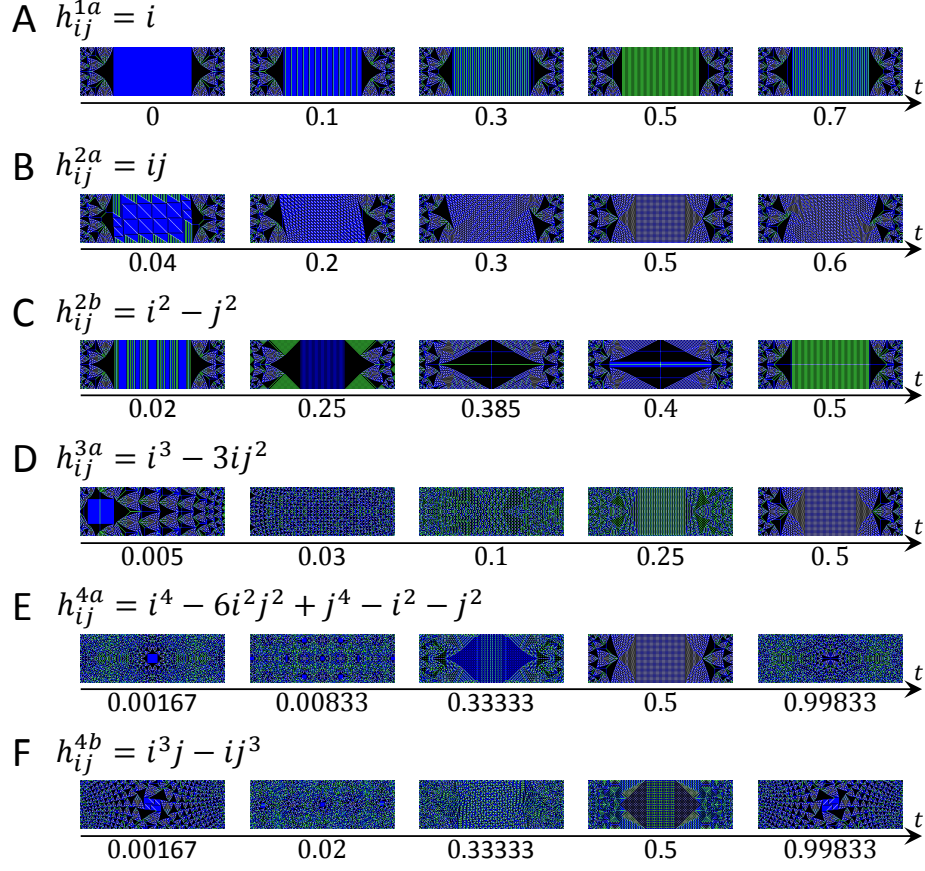 A h_{ij}^{1a} = i
t
0 0.1 0.3 0.5 0.7
B h_{ij}^{2a} = ij
t
0.04 0.2 0.3 0.5 0.6
C h_{ij}^{2b} = i^2 − j^2
t
0.02 0.25 0.385 0.4 0.5
D h_{ij}^{3a} = i^3 − 3ij^2
t
0.005 0.03 0.1 0.25 0.5
E h_{ij}^{4a} = i^4 − 6i^2j^2 + j^4 − i^2 − j^2
t
0.00167 0.00833 0.33333 0.5 0.99833
F h_{ij}^{4b} = i^3j − ij^3
t
0.00167 0.02 0.33333 0.5 0.99833